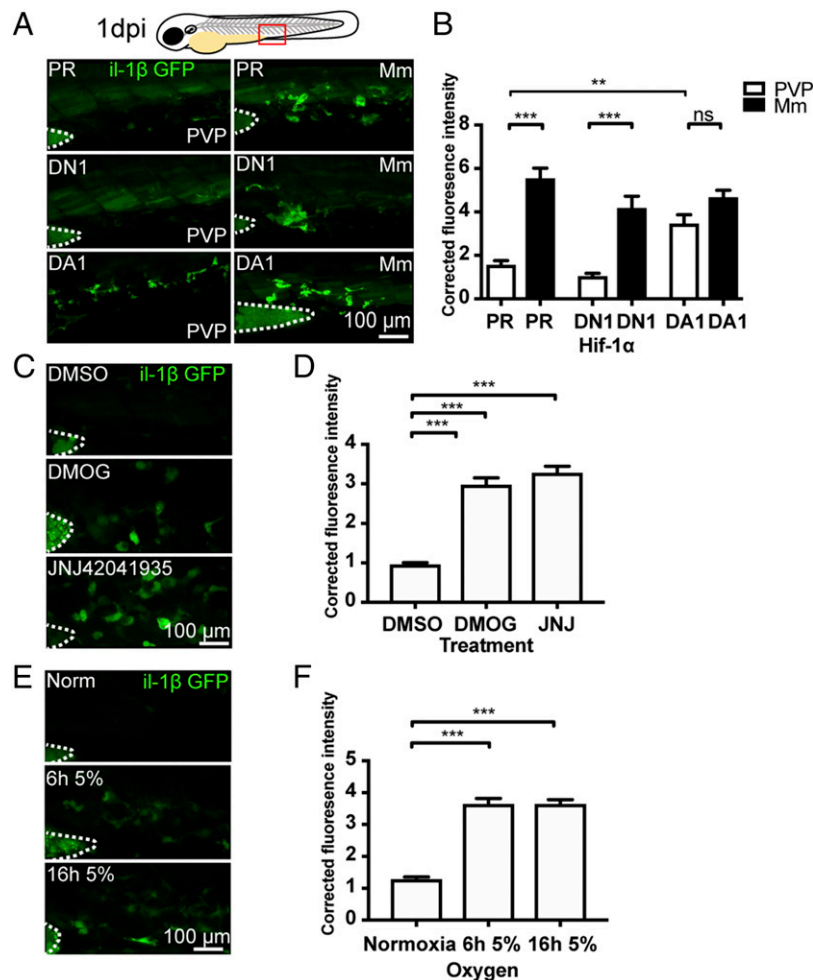 A
1dpi
PR il-1β GFP
PVP
PR Mm
DN1
PVP
DN1 Mm
DA1
PVP
DA1 Mm
100 µm
B
**
*** *** ns
PVP
Mm
Corrected fluoresence intensity
8
6
4
2
0
PR PR DN1 DN1 DA1 DA1
Hif-1α
C
DMSO il-1β GFP
DMOG
JNJ42041935
100 µm
D
***
***
***
Corrected fluoresence intensity
4
3
2
1
0
DMSO DMOG JNJ
Treatment
E
Norm il-1β GFP
6h 5%
16h 5%
100 µm
F
***
***
Corrected fluoresence intensity
5
4
3
2
1
0
Normoxia 6h 5% 16h 5%
Oxygen